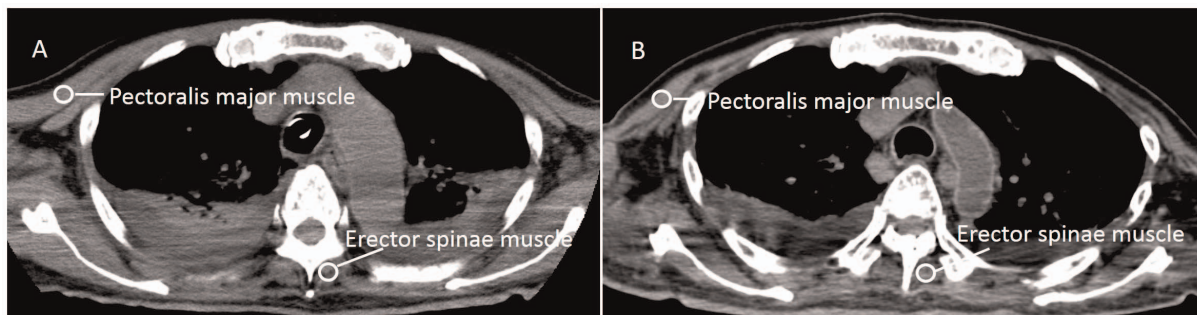 A
Pectoralis major muscle
Erector spinae muscle
B
Pectoralis major muscle
Erector spinae muscle